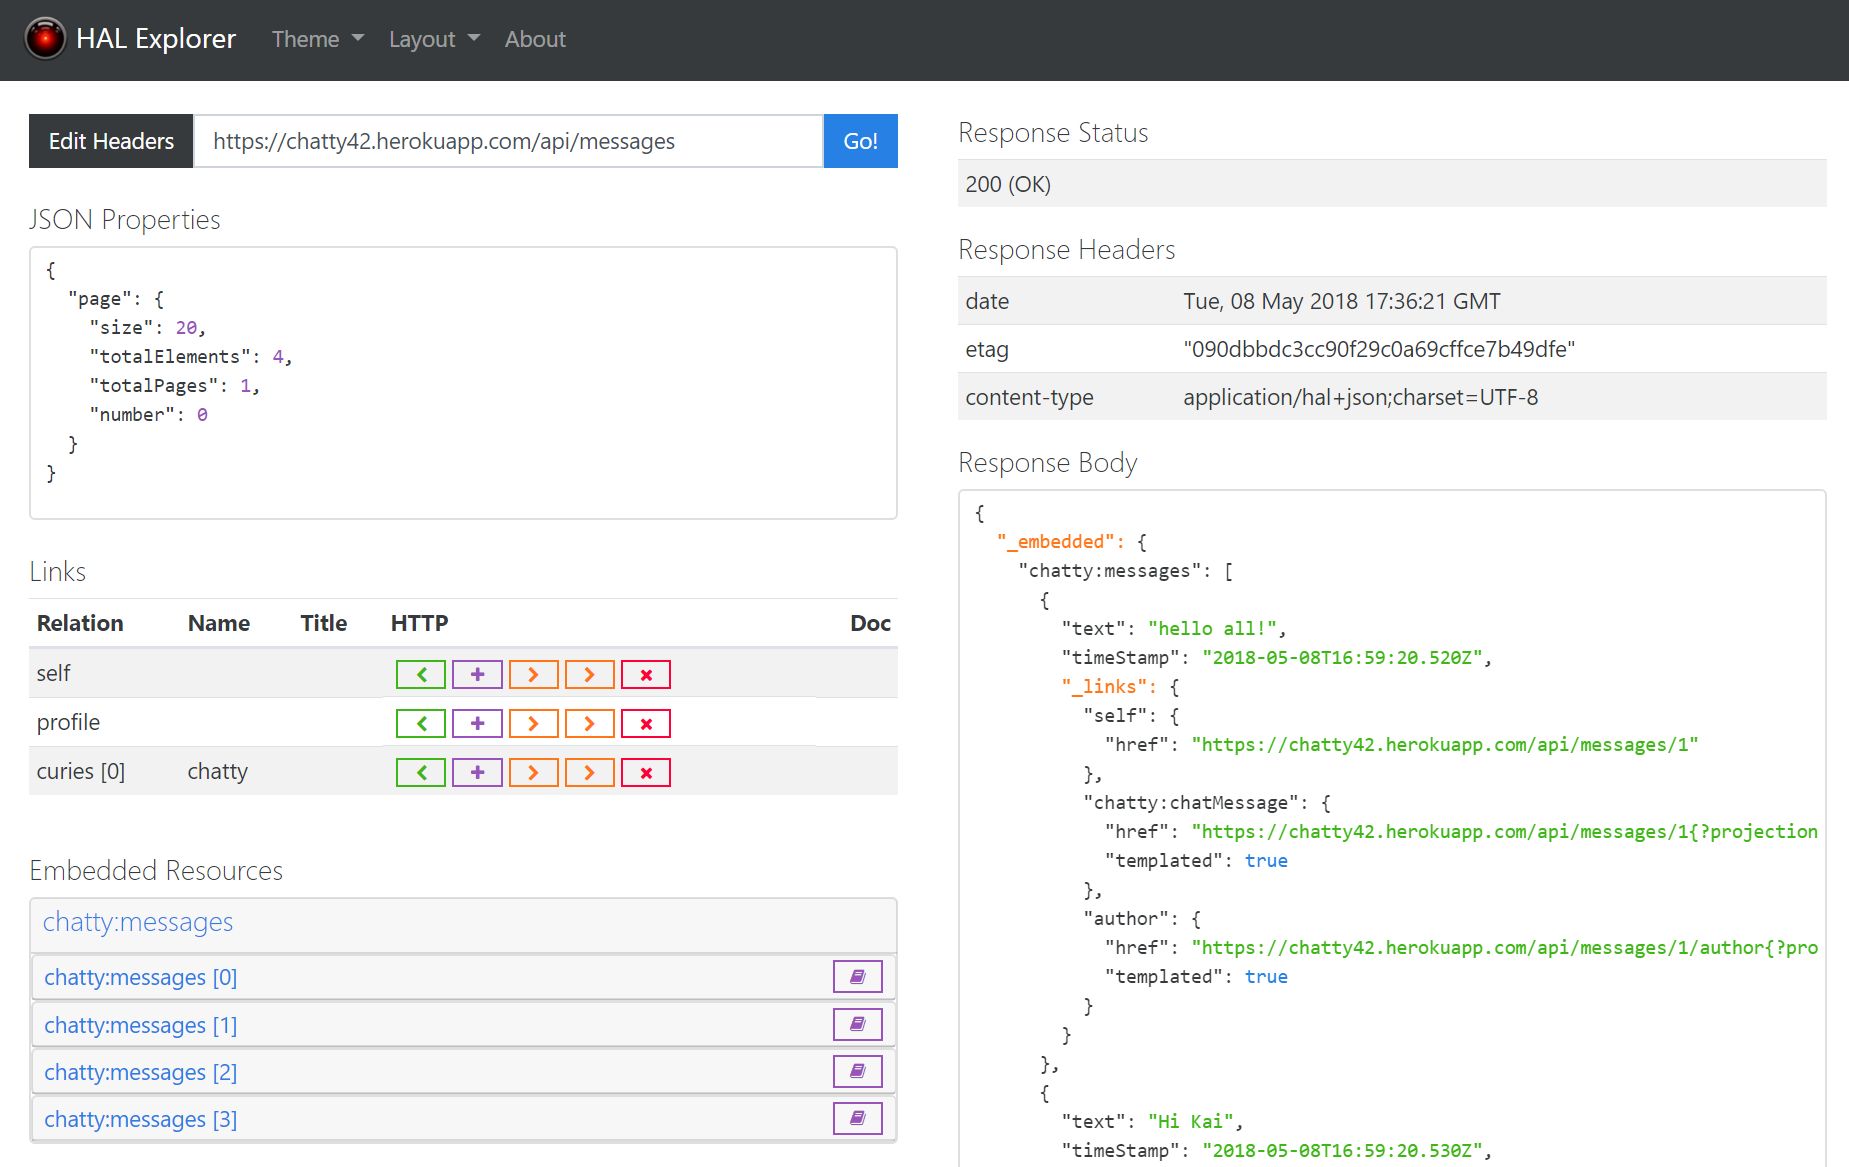 HAL Explorer Theme Layout About
Edit Headers https://chatty42.herokuapp.com/api/messages Go!
JSON Properties
{
  "page": {
    "size": 20,
    "totalElements": 4,
    "totalPages": 1,
    "number": 0
  }
}
Links
Relation Name Title HTTP Doc
self
profile
curies [0] chatty
Embedded Resources
chatty:messages
chatty:messages [0]
chatty:messages [1]
chatty:messages [2]
chatty:messages [3]
Response Status
200 (OK)
Response Headers
date Tue, 08 May 2018 17:36:21 GMT
etag "090dbbdc3cc90f29c0a69cffce7b49dfe"
content-type application/hal+json;charset=UTF-8
Response Body
{
  "_embedded": {
    "chatty:messages": [
      {
        "text": "hello all!",
        "timeStamp": "2018-05-08T16:59:20.520Z",
        "_links": {
          "self": {
            "href": "https://chatty42.herokuapp.com/api/messages/1"
          },
          "chatty:chatMessage": {
            "href": "https://chatty42.herokuapp.com/api/messages/1{?projection
            "templated": true
          },
          "author": {
            "href": "https://chatty42.herokuapp.com/api/messages/1/author{?pro
            "templated": true
          }
        }
      },
      {
        "text": "Hi Kai",
        "timeStamp": "2018-05-08T16:59:20.530Z",